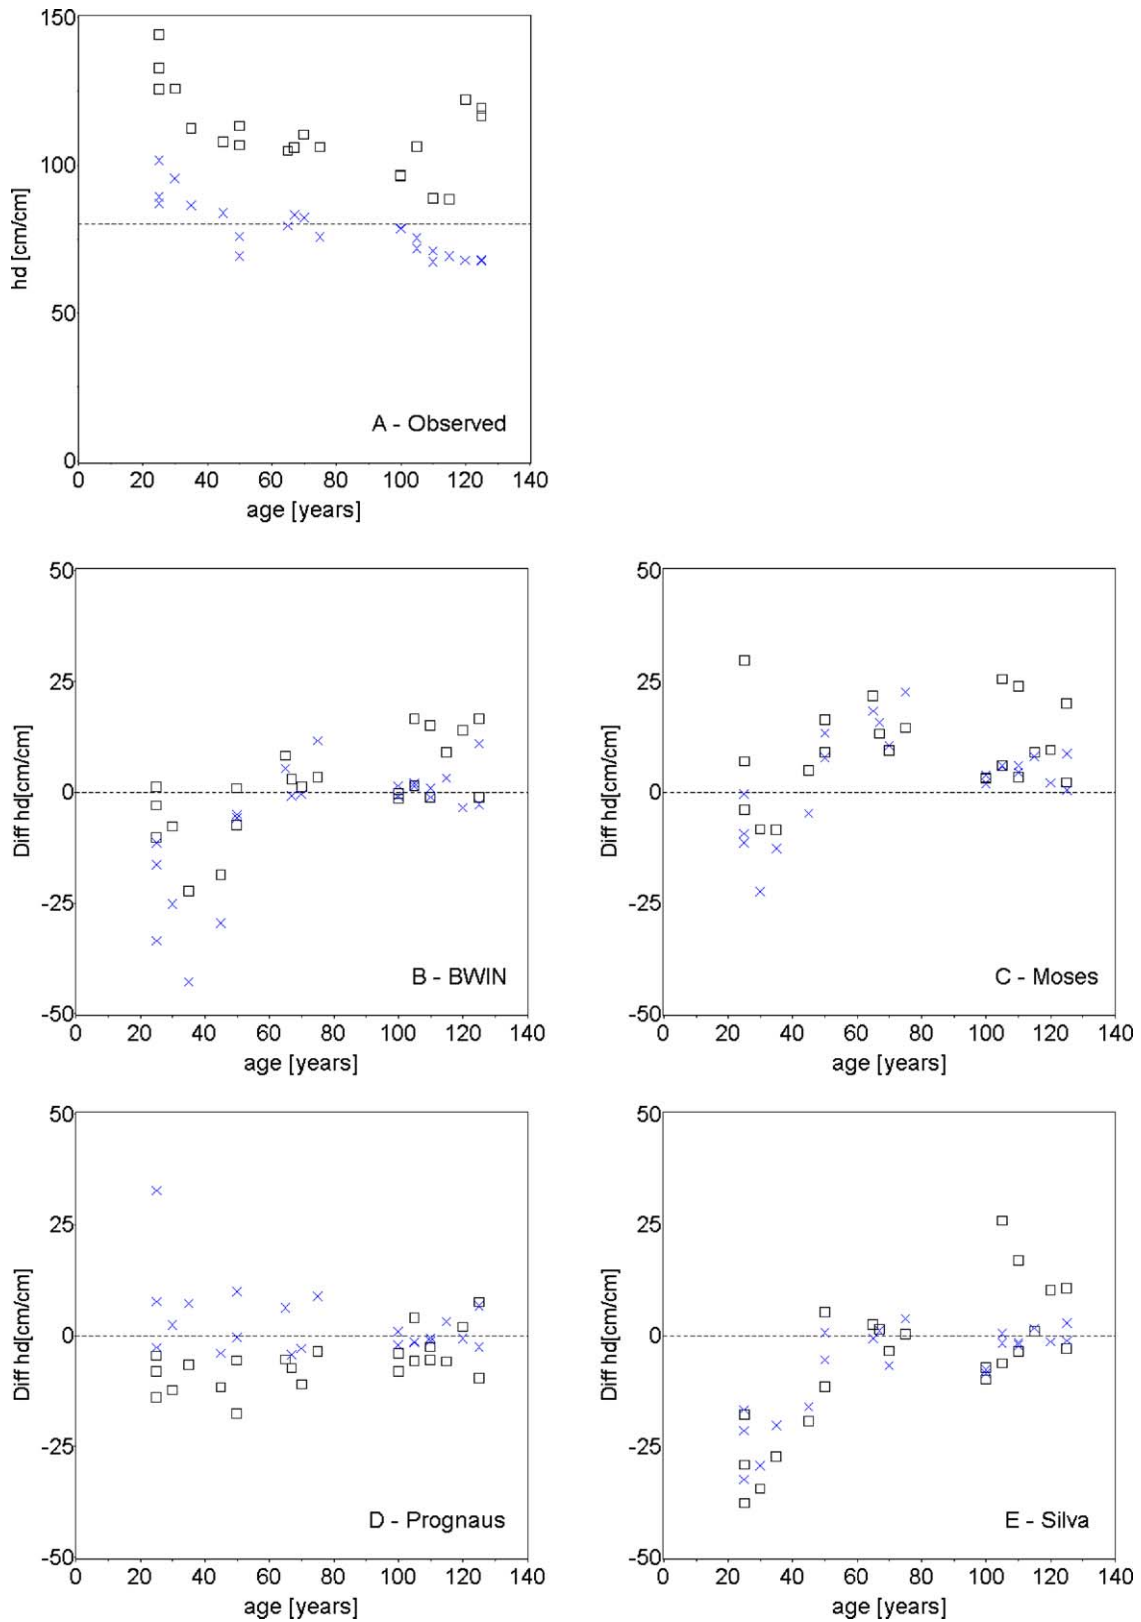 150
100
50
0
hd [cm/cm]
A - Observed
0 20 40 60 80 100 120 140
age [years]
50
25
0
-25
-50
Diff hd[cm/cm]
B - BWIN
0 20 40 60 80 100 120 140
age [years]
50
25
0
-25
-50
Diff hd[cm/cm]
C - Moses
0 20 40 60 80 100 120 140
age [years]
50
25
0
-25
-50
Diff hd[cm/cm]
D - Prognaus
0 20 40 60 80 100 120 140
age [years]
50
25
0
-25
-50
Diff hd[cm/cm]
E - Silva
0 20 40 60 80 100 120 140
age [years]